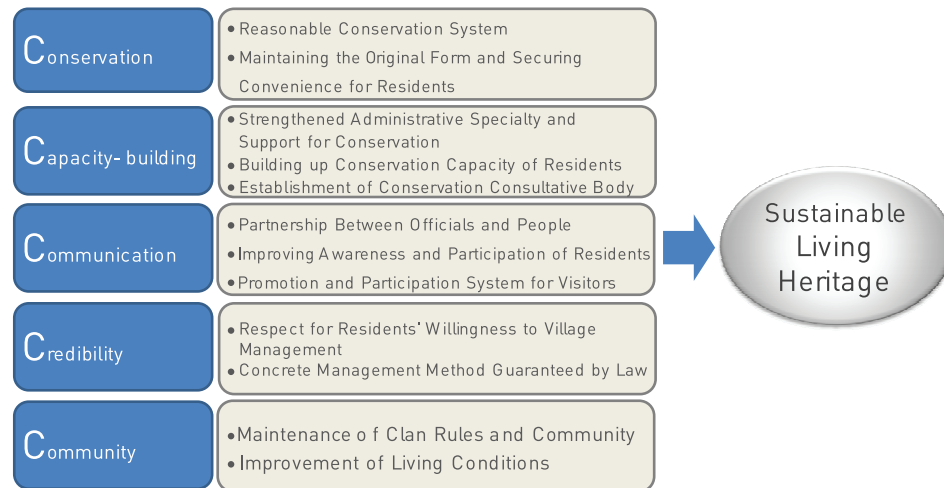 Conservation
• Reasonable Conservation System
• Maintaining the Original Form and Securing
Convenience for Residents
Capacity- building
• Strengthened Administrative Specialty and
Support for Conservation
• Building up Conservation Capacity of Residents
• Establishment of Conservation Consultative Body
Communication
• Partnership Between Officials and People
• Improving Awareness and Participation of Residents
• Promotion and Participation System for Visitors
Credibility
• Respect for Residents' Willingness to Village
Management
• Concrete Management Method Guaranteed by Law
Community
• Maintenance o f Clan Rules and Community
• Improvement of Living Conditions
Sustainable
Living
Heritage